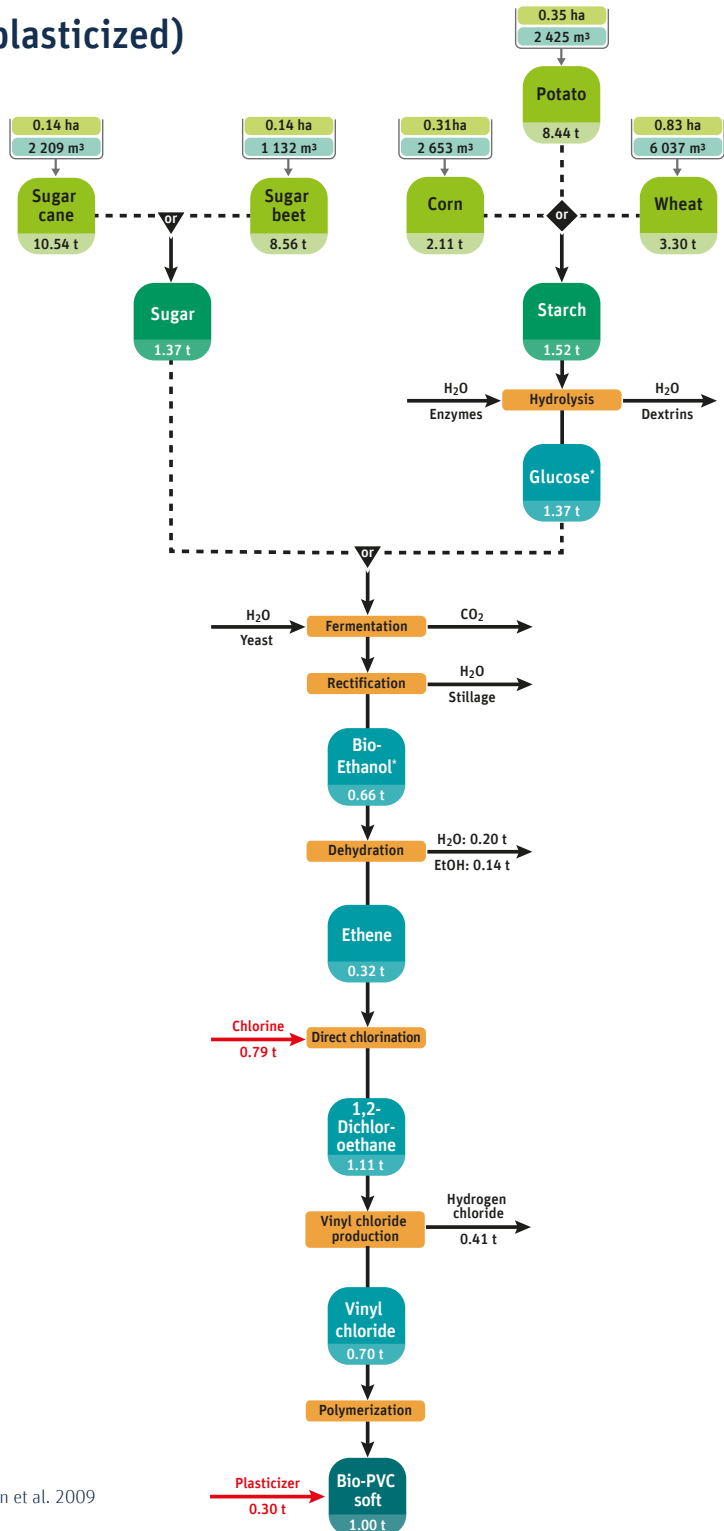 plasticized)
0.35 ha
2 425 m³
Potato
8.44 t
0.14 ha
2 209 m³
Sugar
cane
10.54 t
0.14 ha
1 132 m³
Sugar
beet
8.56 t
0.31ha
2 653 m³
Corn
2.11 t
0.83 ha
6 037 m³
Wheat
3.30 t
or
or
Sugar
1.37 t
Starch
1.52 t
H₂O
Enzymes
Hydrolysis
H₂O
Dextrins
Glucose*
1.37 t
or
H₂O
Yeast
Fermentation
CO₂
Rectification
H₂O
Stillage
Bio-
Ethanol*
0.66 t
Dehydration
H₂O: 0.20 t
EtOH: 0.14 t
Ethene
0.32 t
Chlorine
0.79 t
Direct chlorination
1,2-
Dichlor-
oethane
1.11 t
Vinyl chloride
production
Hydrogen
chloride
0.41 t
Vinyl
chloride
0.70 t
Polymerization
Plasticizer
0.30 t
Bio-PVC
soft
1.00 t
n et al. 2009